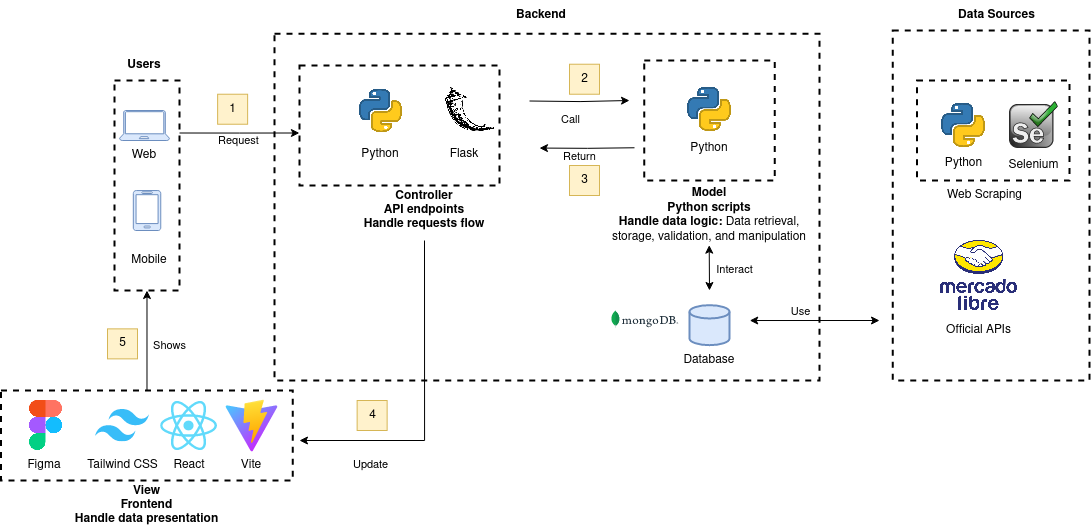 Backend
Data Sources
Users
1
Request
Web
Mobile
Python
Flask
Controller
API endpoints
Handle requests flow
2
Call
Return
3
Python
Model
Python scripts
Handle data logic: Data retrieval,
storage, validation, and manipulation
Interact
mongoDB.
Database
Use
Python
Se
Selenium
Web Scraping
mercado
libre
Official APIs
5
Shows
4
Update
Figma
Tailwind CSS
React
Vite
View
Frontend
Handle data presentation